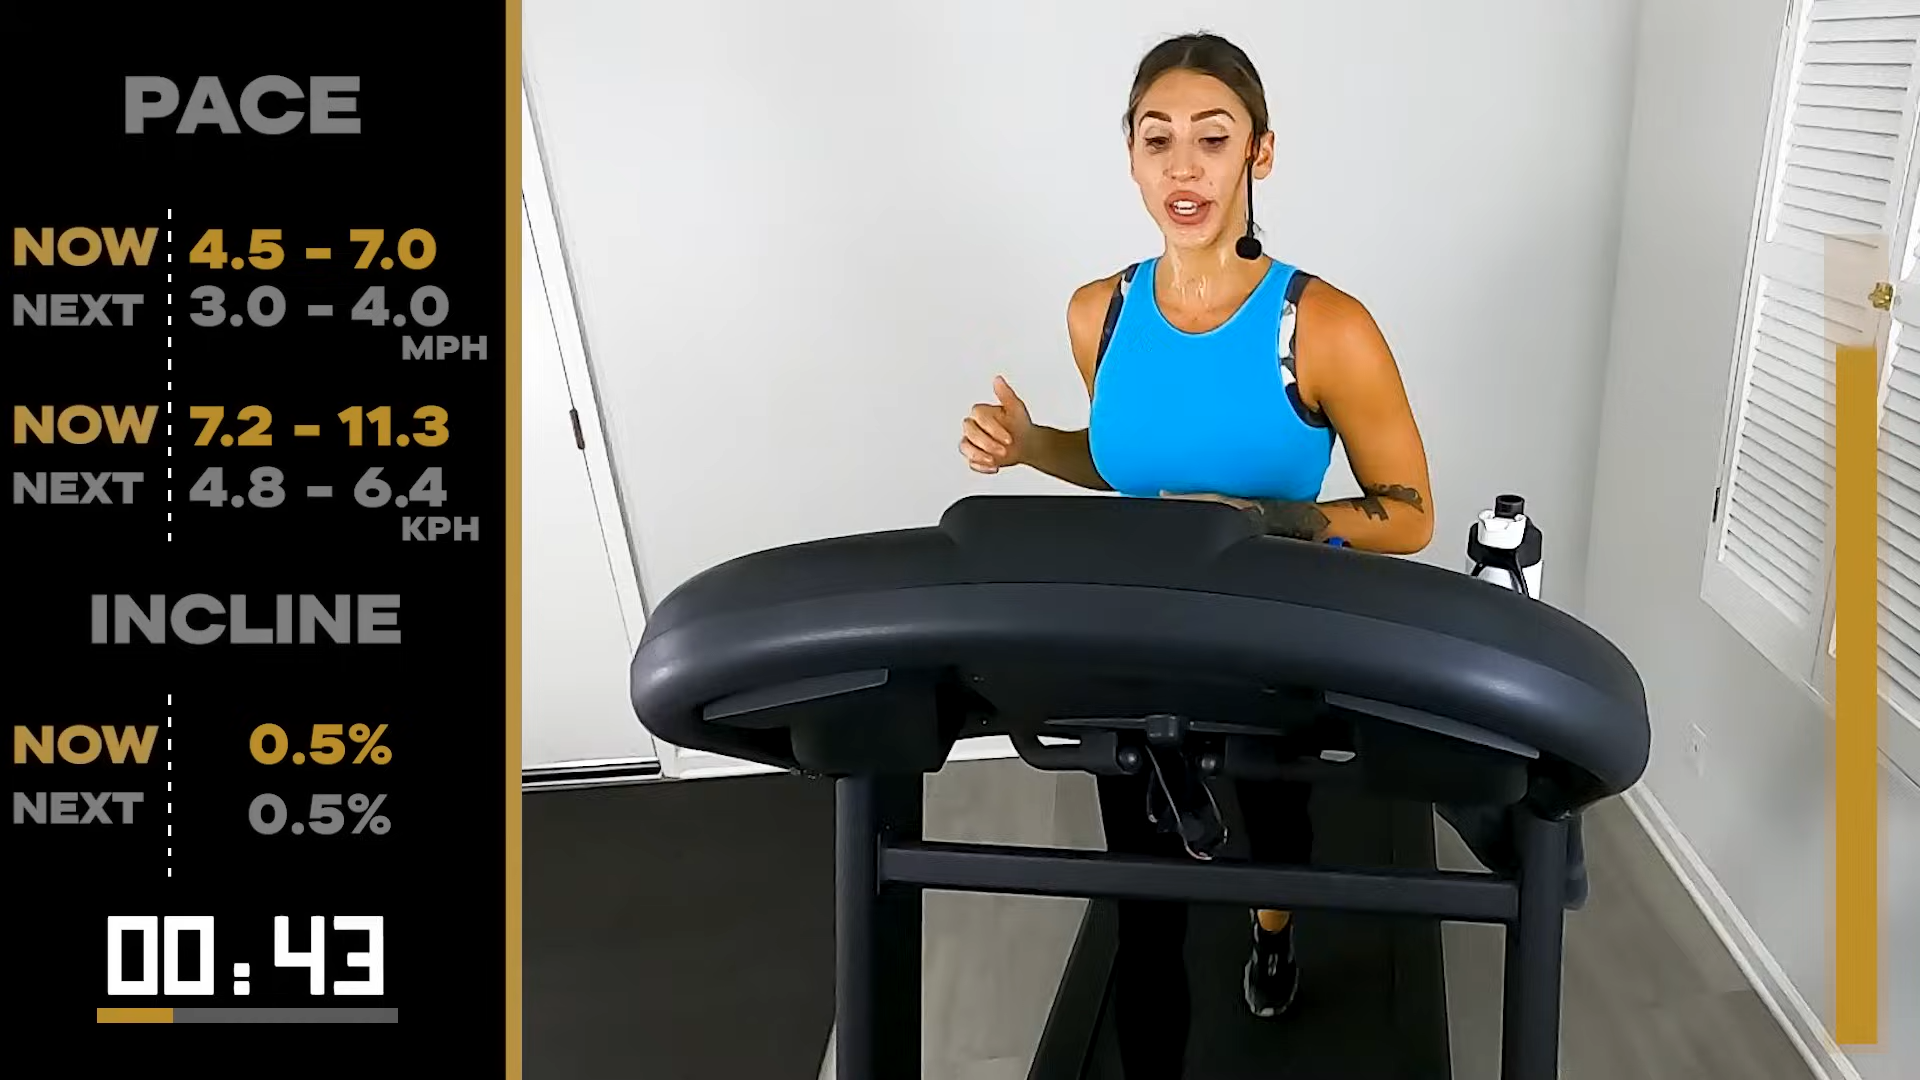 PACE
NOW 4.5 - 7.0
NEXT 3.0 - 4.0
MPH
NOW 7.2 - 11.3
NEXT 4.8 - 6.4
KPH
INCLINE
NOW 0.5%
NEXT 0.5%
00:43